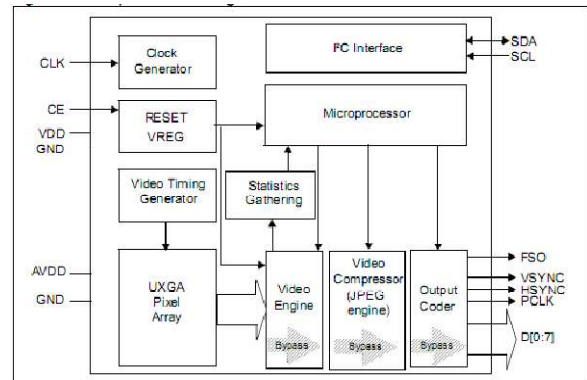 CLK
Clock
Generator
I²C Interface
SDA
SCL
CE
VDD
GND
RESET
VREG
Microprocessor
Video Timing
Generator
Statistics
Gathering
AVDD
GND
UXGA
Pixel
Array
Video
Engine
Bypass
Video
Compressor
(JPEG
engine)
Bypass
Output
Coder
Bypass
FSO
VSYNC
HSYNC
PCLK
D[0:7]